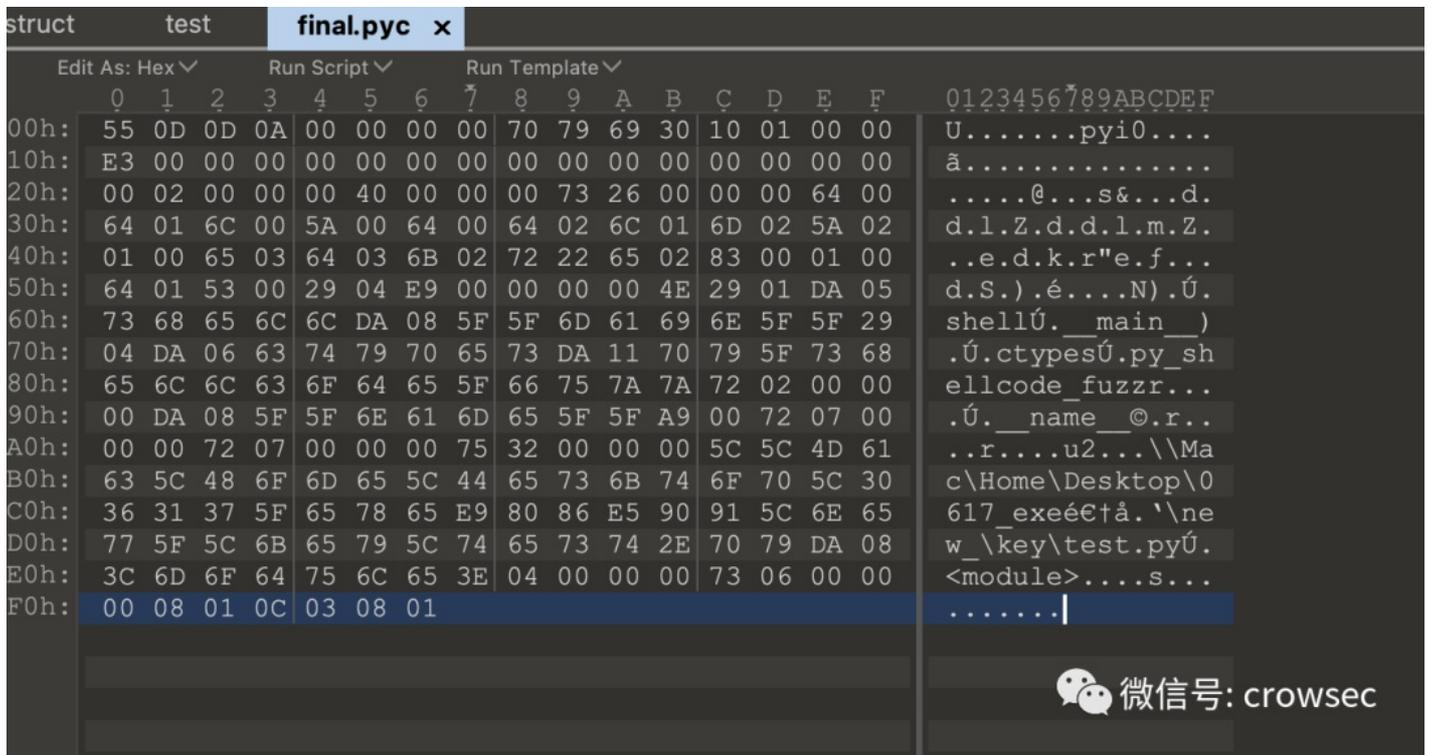 struct test final.pyc ×
Edit As: Hex Run Script Run Template
0 1 2 3 4 5 6 7 8 9 A B C D E F 0123456789ABCDEF
00h: 55 0D 0D 0A 00 00 00 00 70 79 69 30 10 01 00 00 U.......pyi0....
10h: E3 00 00 00 00 00 00 00 00 00 00 00 00 00 00 00 ã...............
20h: 00 02 00 00 00 40 00 00 00 73 26 00 00 00 64 00 .....@...s&...d.
30h: 64 01 6C 00 5A 00 64 00 64 02 6C 01 6D 02 5A 02 d.l.Z.d.d.l.m.Z.
40h: 01 00 65 03 64 03 6B 02 72 22 65 02 83 00 01 00 ..e.d.k.r"e.ƒ...
50h: 64 01 53 00 29 04 E9 00 00 00 00 4E 29 01 DA 05 d.S.).é....N).Ú.
60h: 73 68 65 6C 6C DA 08 5F 5F 6D 61 69 6E 5F 5F 29 shellÚ.__main__)
70h: 04 DA 06 63 74 79 70 65 73 DA 11 70 79 5F 73 68 .Ú.ctypesÚ.py_sh
80h: 65 6C 6C 63 6F 64 65 5F 66 75 7A 7A 72 02 00 00 ellcode_fuzzr...
90h: 00 DA 08 5F 5F 6E 61 6D 65 5F 5F A9 00 72 07 00 .Ú.__name__©.r..
A0h: 00 00 72 07 00 00 00 75 32 00 00 00 5C 5C 4D 61 ..r....u2...\\Ma
B0h: 63 5C 48 6F 6D 65 5C 44 65 73 6B 74 6F 70 5C 30 c\Home\Desktop\0
C0h: 36 31 37 5F 65 78 65 E9 80 86 E5 90 91 5C 6E 65 617_exeé€†å.‘\ne
D0h: 77 5F 5C 6B 65 79 5C 74 65 73 74 2E 70 79 DA 08 w_\key\test.pyÚ.
E0h: 3C 6D 6F 64 75 6C 65 3E 04 00 00 00 73 06 00 00 <module>....s...
F0h: 00 08 01 0C 03 08 01 .......
微信号: crowsec